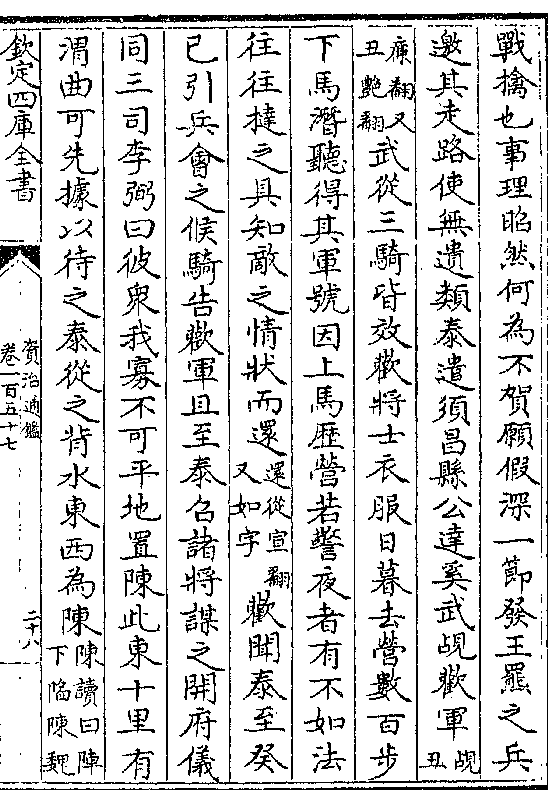 戰擒也事理昭然何為不賀願假深一節發王羆之兵
邀其走路使無遺類泰遣須昌縣公達奚武覘歡軍覘丑
廉翻又丑艶翻武從三騎皆效歡將士衣服日暮去營數百步
下馬潛聽得其軍號因上馬歴營若警夜者有不如法
往往撻之具知敵之情狀而還還從宣翻又如字歡聞泰至癸
巳引兵會之候騎告歡軍且至泰召諸將謀之開府儀
同三司李弼曰彼衆我寡不可平地置陳此東十里有
渭曲可先據以待之泰從之背水東西為陳陳讀曰陣下陷陳魏
欽定四庫全書
資治通鑑
卷一百五十七
二十八